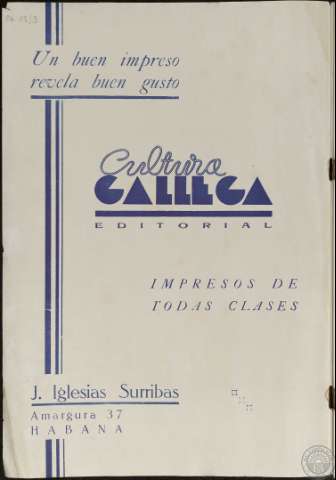 Un buen impreso
revela buen gusto
Cultura
GALLEGA
EDITORIAL
IMPRESOS DE
TODAS CLASES
J. Iglesias Surribas
Amargura 37
HABANA